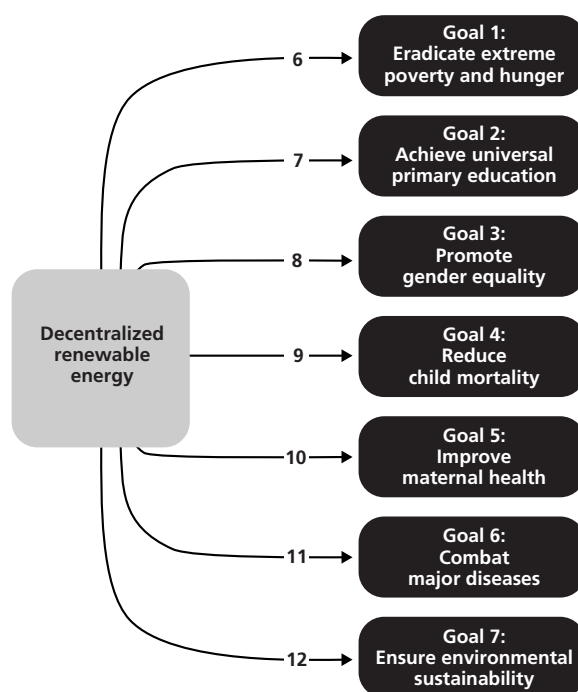 6
Goal 1:
Eradicate extreme
poverty and hunger
7
Goal 2:
Achieve universal
primary education
8
Goal 3:
Promote
gender equality
Decentralized
renewable
energy
9
Goal 4:
Reduce
child mortality
10
Goal 5:
Improve
maternal health
11
Goal 6:
Combat
major diseases
12
Goal 7:
Ensure environmental
sustainability